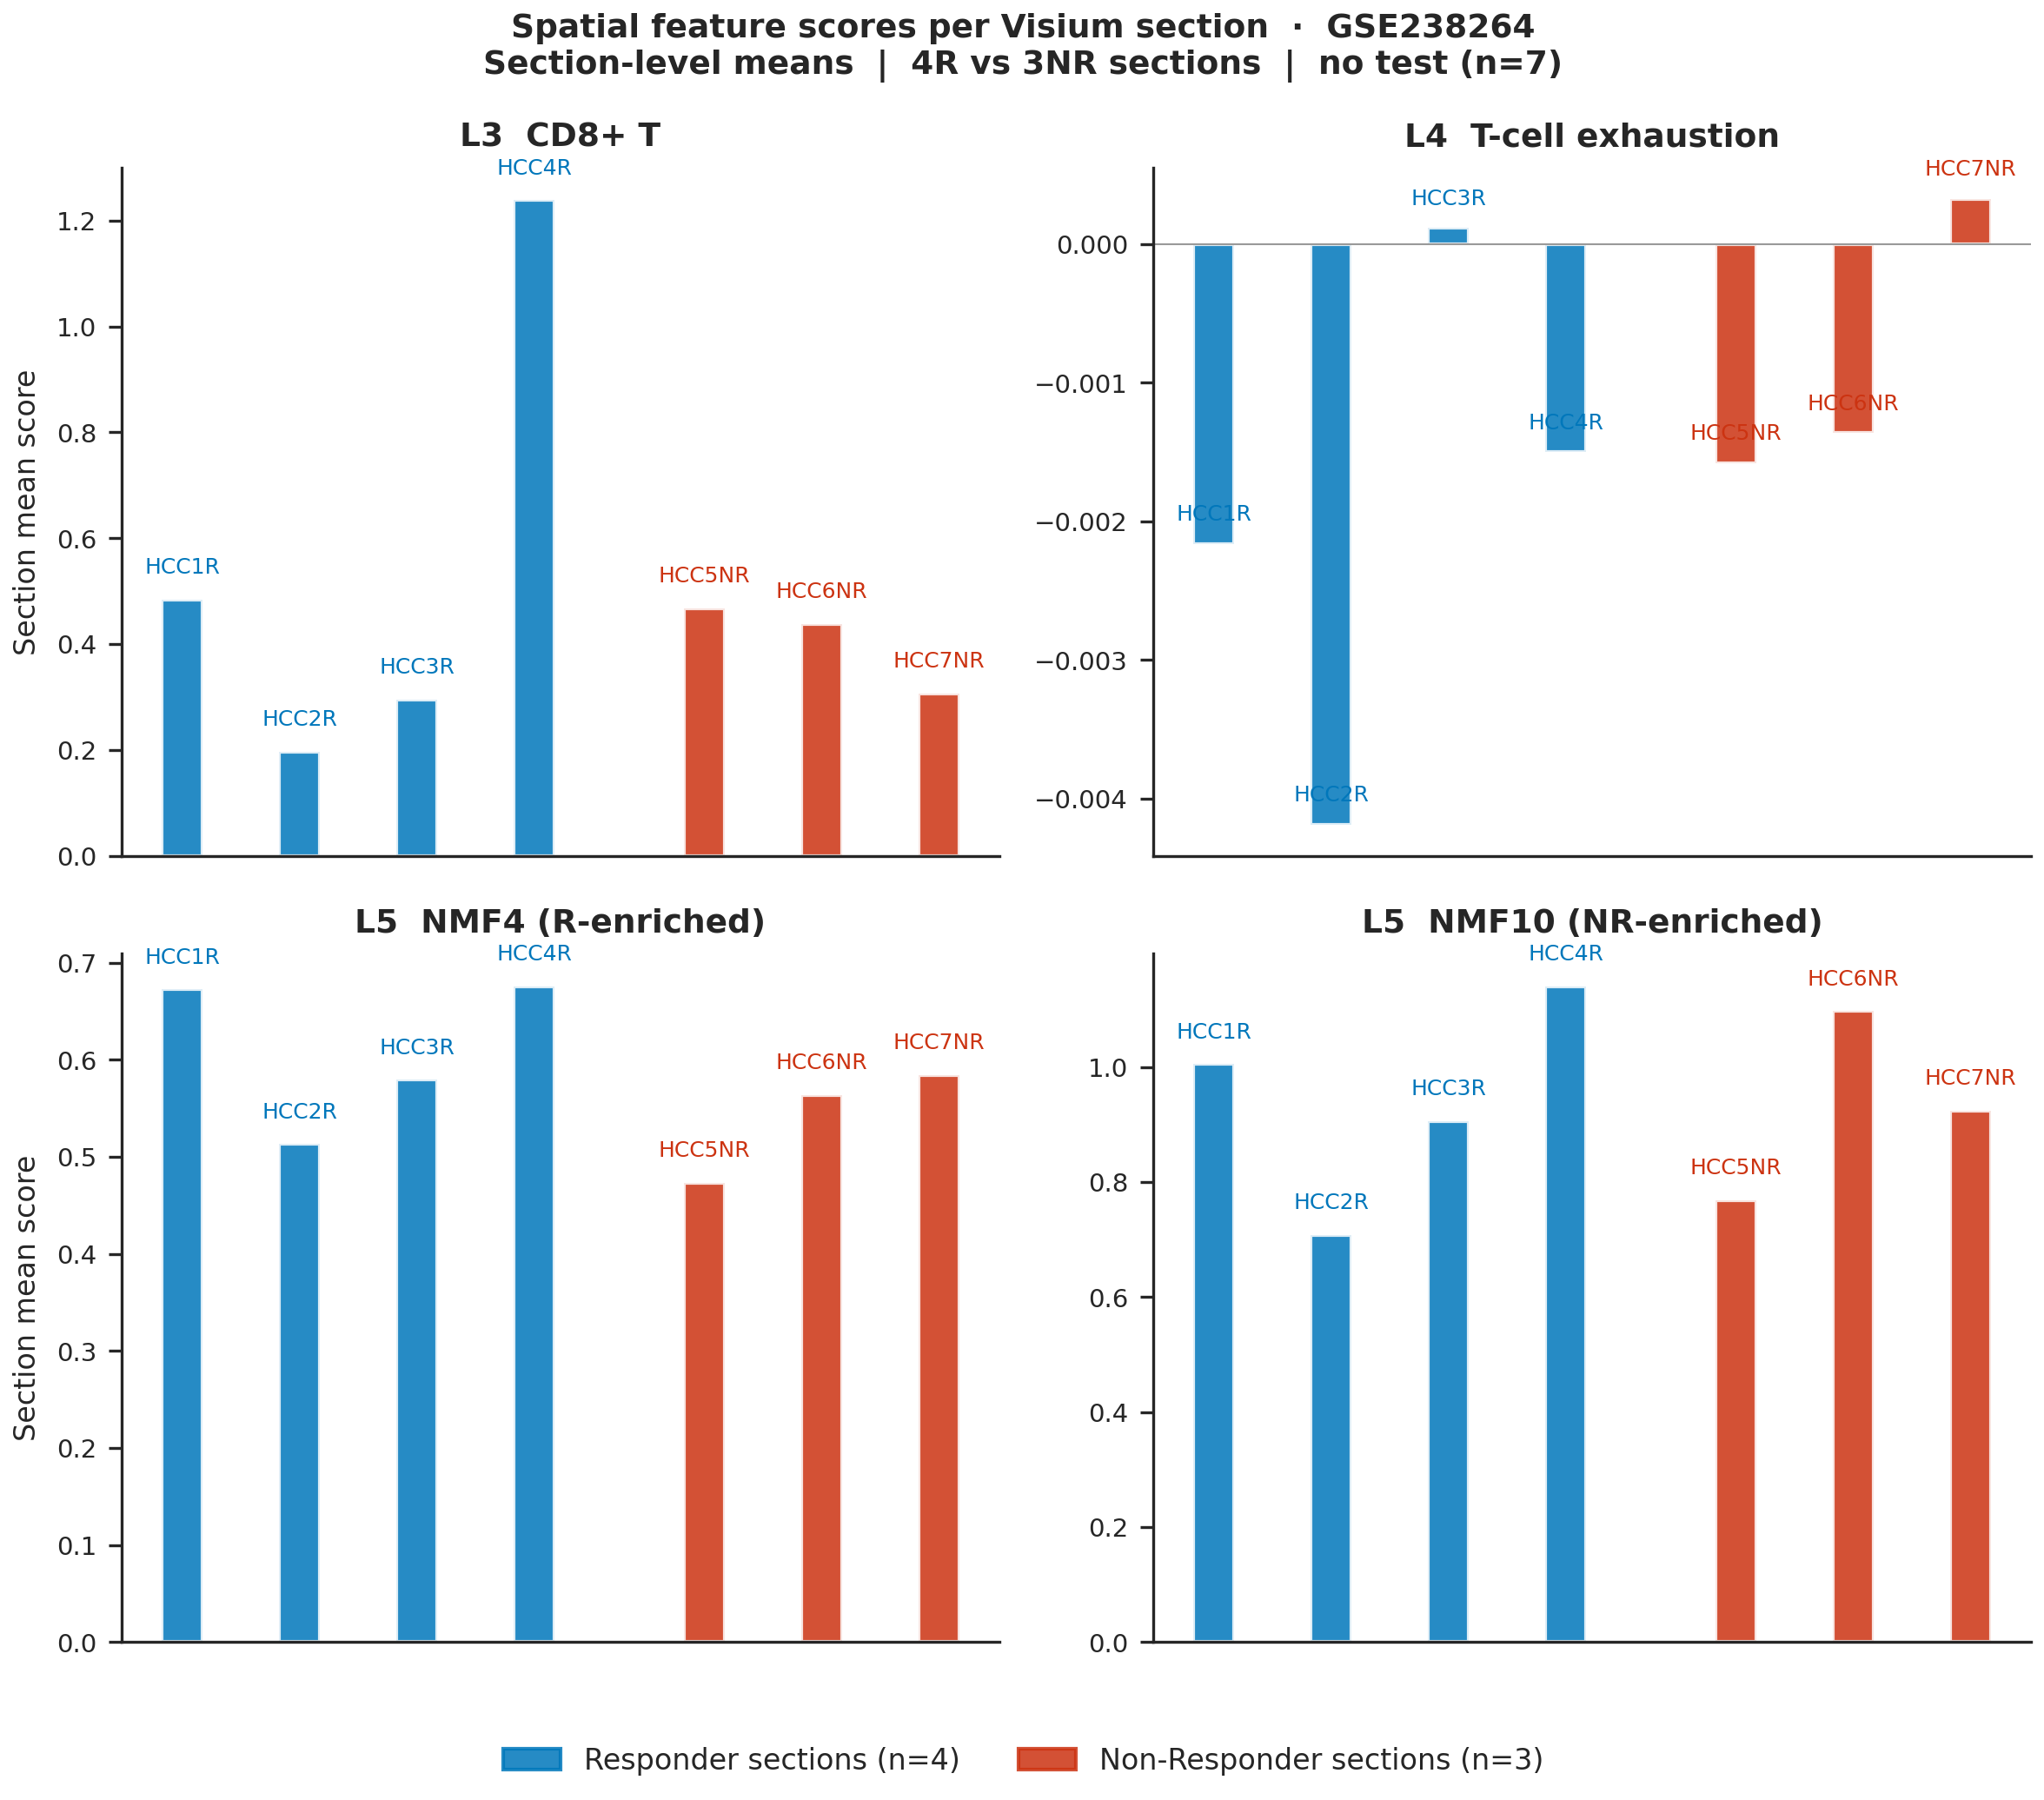 Spatial feature scores per Visium section · GSE238264
Section-level means | 4R vs 3NR sections | no test (n=7)
L3 CD8+ T
HCC4R
1.2
1.0
0.8
0.6
0.4
0.2
0.0
Section mean score
HCC1R
HCC2R
HCC3R
HCC5NR
HCC6NR
HCC7NR
L4 T-cell exhaustion
HCC7NR
HCC3R
0.000
−0.001
−0.002
−0.003
−0.004
HCC6NR
HCC4R
HCC5NR
HCC1R
HCC2R
L5 NMF4 (R-enriched)
HCC1R
HCC4R
0.7
0.6
0.5
0.4
0.3
0.2
0.1
0.0
Section mean score
HCC2R
HCC3R
HCC5NR
HCC6NR
HCC7NR
L5 NMF10 (NR-enriched)
HCC4R
HCC6NR
HCC1R
HCC3R
HCC7NR
HCC5NR
HCC2R
1.0
0.8
0.6
0.4
0.2
0.0
Responder sections (n=4)
Non-Responder sections (n=3)